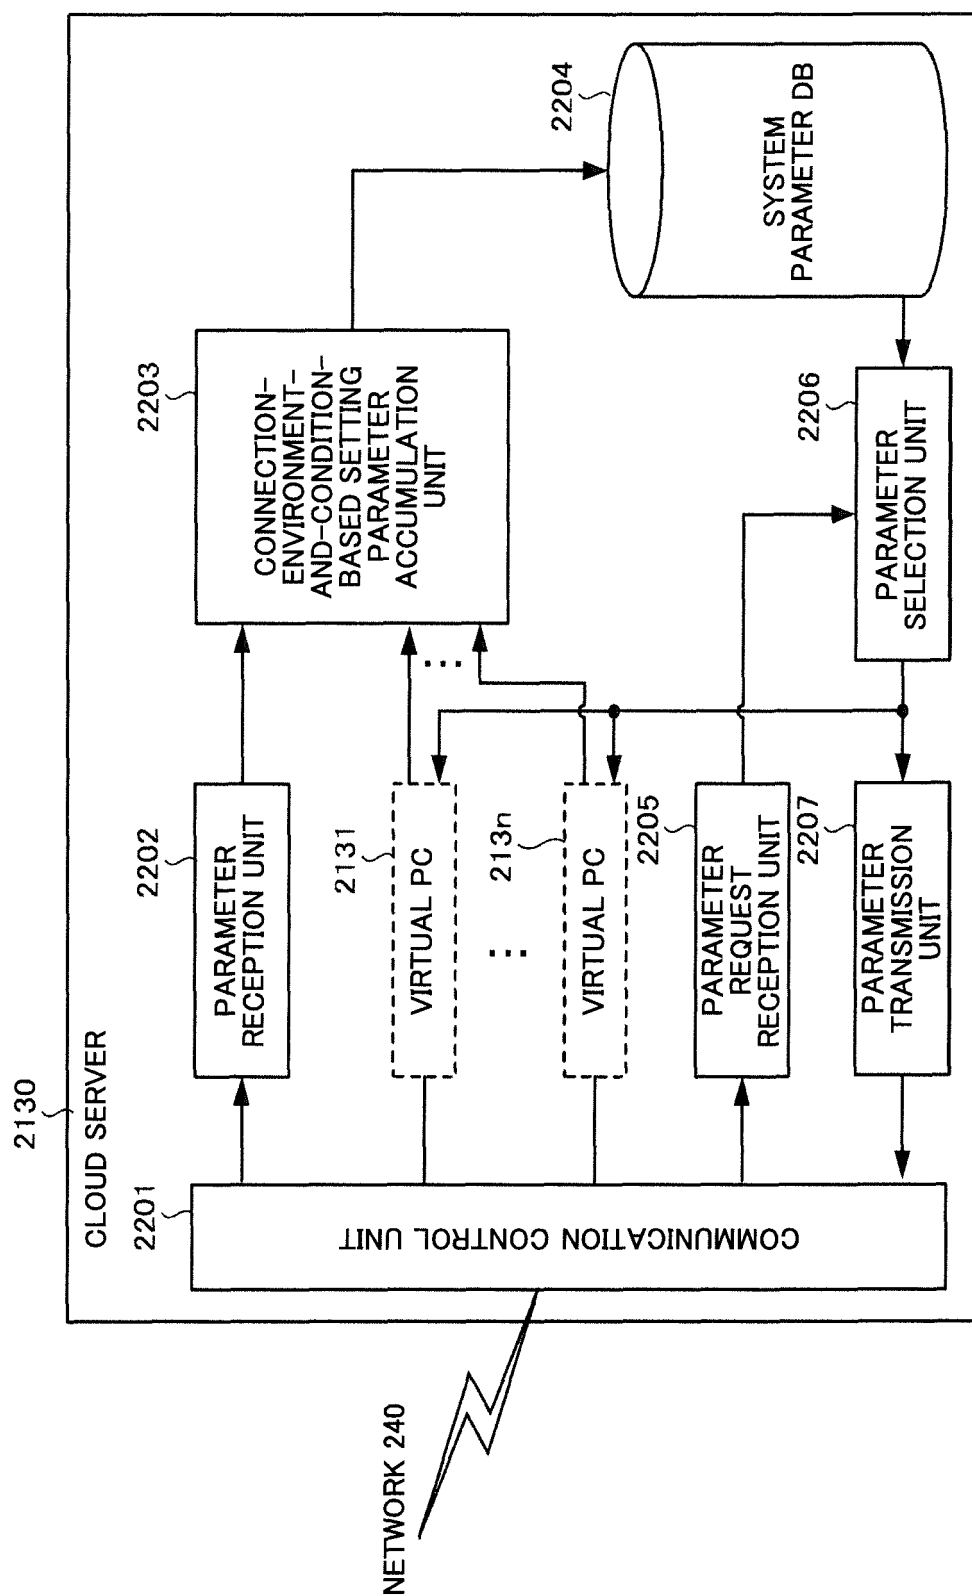 2130
CLOUD SERVER
NETWORK 240
2201
COMMUNICATION CONTROL UNIT
2202
PARAMETER
RECEPTION UNIT
2131
VIRTUAL PC
...
213n
VIRTUAL PC
2205
PARAMETER
REQUEST
RECEPTION UNIT
2207
PARAMETER
TRANSMISSION
UNIT
2203
CONNECTION-
ENVIRONMENT-
AND-CONDITION-
BASED SETTING
PARAMETER
ACCUMULATION
UNIT
...
2206
PARAMETER
SELECTION UNIT
2204
SYSTEM
PARAMETER DB